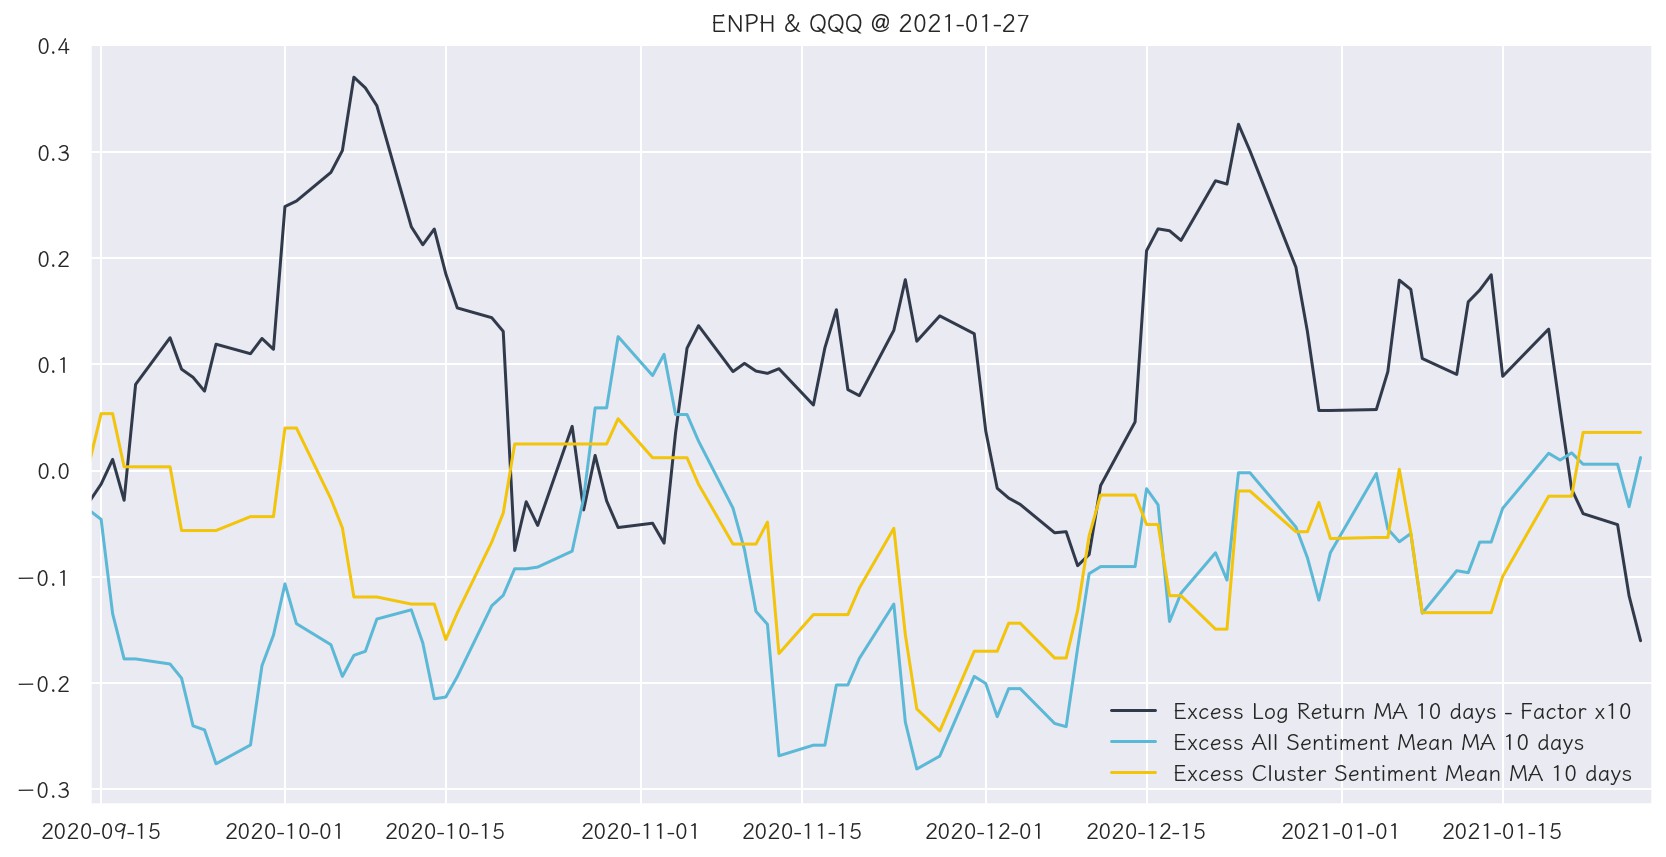 ENPH & QQQ @ 2021-01-27
0.4
0.3
0.2
0.1
0.0
−0.1
−0.2
−0.3
Excess Log Return MA 10 days - Factor x10
Excess All Sentiment Mean MA 10 days
Excess Cluster Sentiment Mean MA 10 days
2020-09-15 2020-10-01 2020-10-15 2020-11-01 2020-11-15 2020-12-01 2020-12-15 2021-01-01 2021-01-15